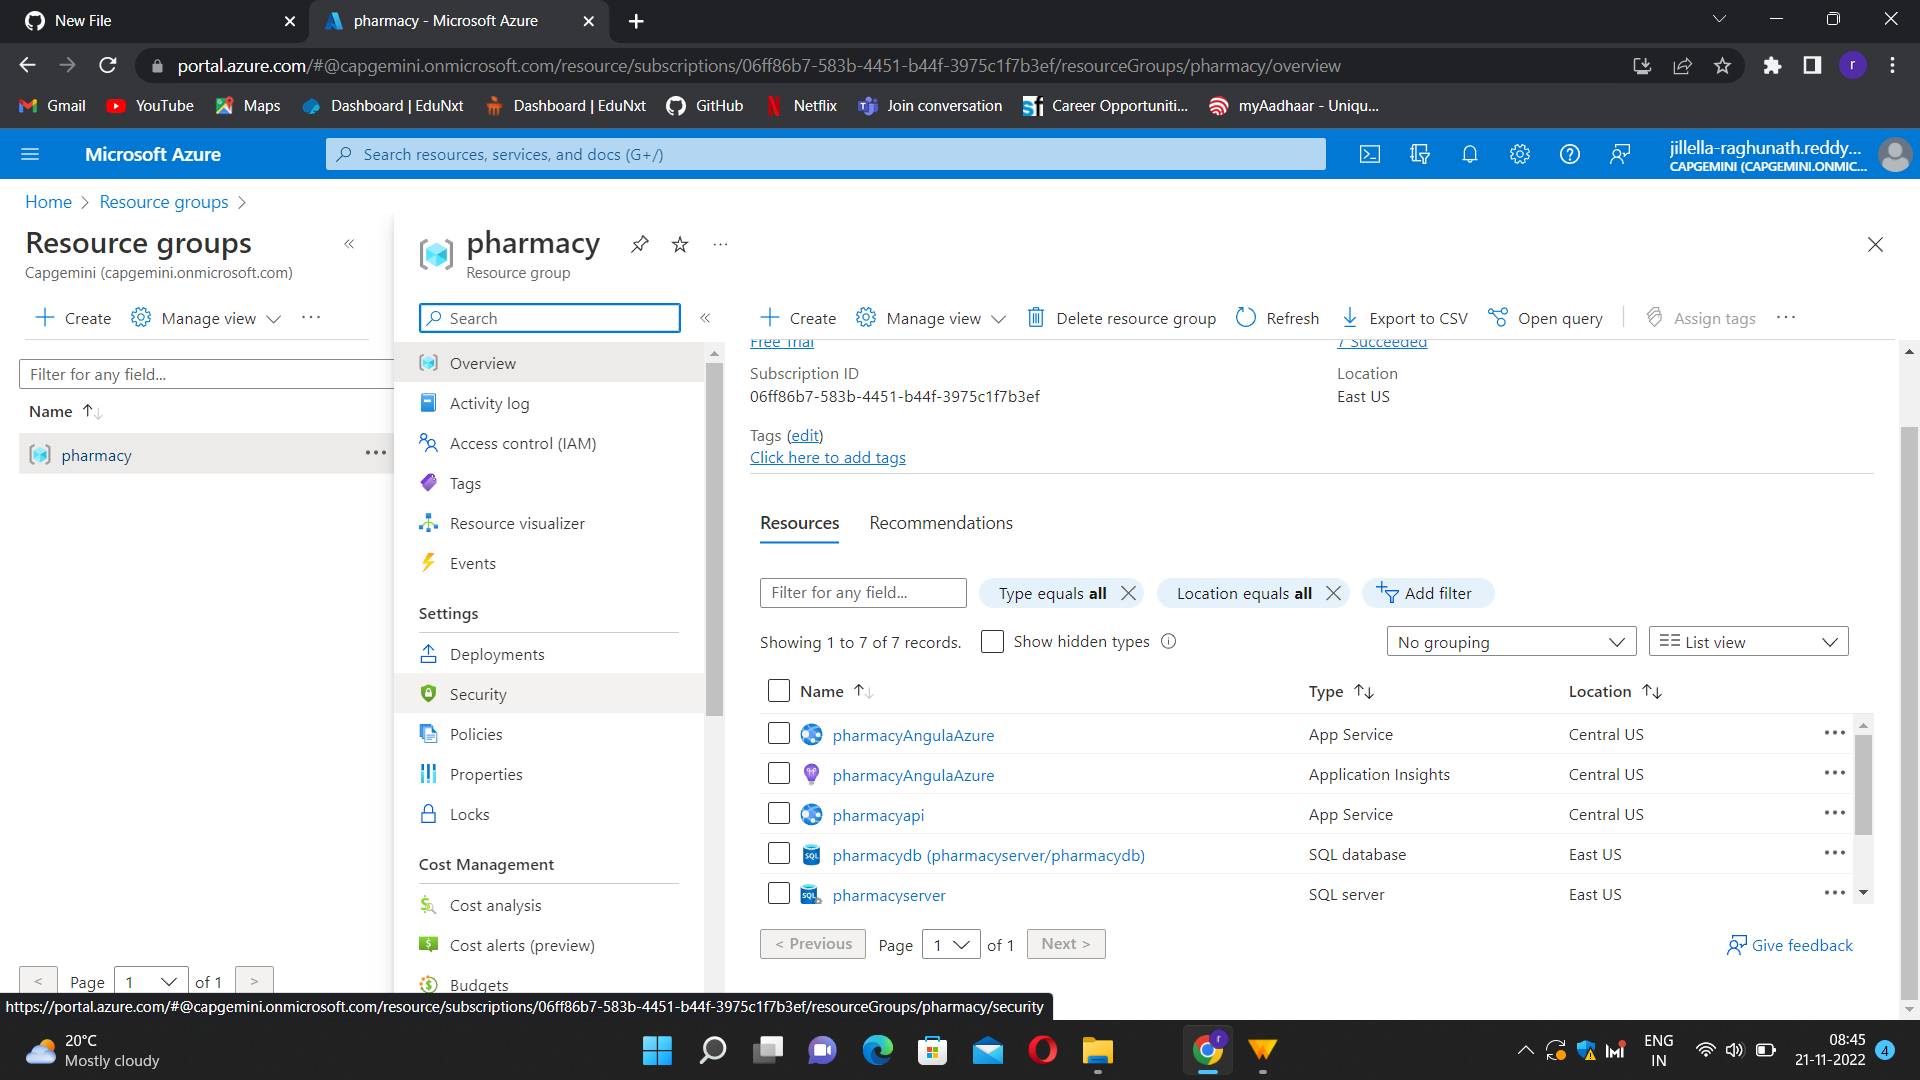 New File
pharmacy - Microsoft Azure
portal.azure.com/#@capgemini.onmicrosoft.com/resource/subscriptions/06ff86b7-583b-4451-b44f-3975c1f7b3ef/resourceGroups/pharmacy/overview
r
Gmail YouTube Maps Dashboard | EduNxt Dashboard | EduNxt GitHub Netflix Join conversation Career Opportuniti... myAadhaar - Uniqu...
Microsoft Azure
Search resources, services, and docs (G+/)
jillella-raghunath.reddy...
CAPGEMINI (CAPGEMINI.ONMIC...
Home > Resource groups >
Resource groups
Capgemini (capgemini.onmicrosoft.com)
Create Manage view ...
Filter for any field...
Name
pharmacy ...
< Page 1 of 1 >
pharmacy
Resource group
Search
Overview
Activity log
Access control (IAM)
Tags
Resource visualizer
Events
Settings
Deployments
Security
Policies
Properties
Locks
Cost Management
Cost analysis
Cost alerts (preview)
Budgets
Create Manage view Delete resource group Refresh Export to CSV Open query Assign tags ...
Free Trial 7 Succeeded
Subscription ID Location
06ff86b7-583b-4451-b44f-3975c1f7b3ef East US
Tags (edit)
Click here to add tags
Resources Recommendations
Filter for any field... Type equals all Location equals all Add filter
Showing 1 to 7 of 7 records. Show hidden types No grouping List view
Name Type Location
pharmacyAngulaAzure App Service Central US ...
pharmacyAngulaAzure Application Insights Central US ...
pharmacyapi App Service Central US ...
pharmacydb (pharmacyserver/pharmacydb) SQL database East US ...
pharmacyserver SQL server East US ...
< Previous Page 1 of 1 Next > Give feedback
https://portal.azure.com/#@capgemini.onmicrosoft.com/resource/subscriptions/06ff86b7-583b-4451-b44f-3975c1f7b3ef/resourceGroups/pharmacy/security
20°C
Mostly cloudy
r
ENG
IN
08:45
21-11-2022
4